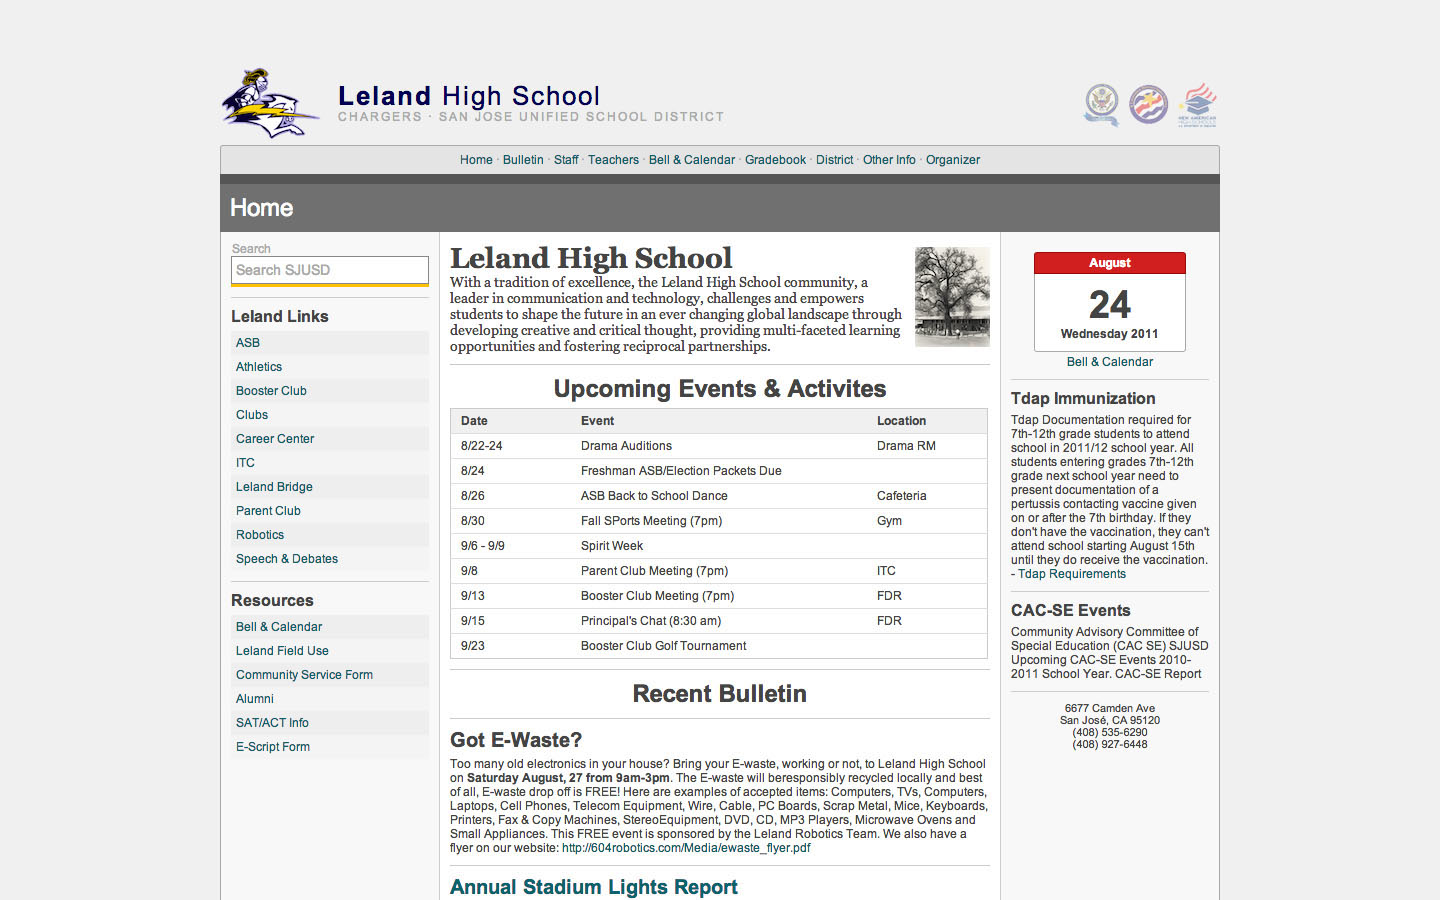 Leland High School
CHARGERS · SAN JOSE UNIFIED SCHOOL DISTRICT
Home · Bulletin · Staff · Teachers · Bell & Calendar · Gradebook · District · Other Info · Organizer
Home
Search
Search SJUSD
Leland Links
ASB
Athletics
Booster Club
Clubs
Career Center
ITC
Leland Bridge
Parent Club
Robotics
Speech & Debates
Resources
Bell & Calendar
Leland Field Use
Community Service Form
Alumni
SAT/ACT Info
E-Script Form
Leland High School
With a tradition of excellence, the Leland High School community, a
leader in communication and technology, challenges and empowers
students to shape the future in an ever changing global landscape through
developing creative and critical thought, providing multi-faceted learning
opportunities and fostering reciprocal partnerships.
Upcoming Events & Activites
Date Event Location
8/22-24 Drama Auditions Drama RM
8/24 Freshman ASB/Election Packets Due
8/26 ASB Back to School Dance Cafeteria
8/30 Fall SPorts Meeting (7pm) Gym
9/6 - 9/9 Spirit Week
9/8 Parent Club Meeting (7pm) ITC
9/13 Booster Club Meeting (7pm) FDR
9/15 Principal's Chat (8:30 am) FDR
9/23 Booster Club Golf Tournament
Recent Bulletin
Got E-Waste?
Too many old electronics in your house? Bring your E-waste, working or not, to Leland High School
on Saturday August, 27 from 9am-3pm. The E-waste will beresponsibly recycled locally and best
of all, E-waste drop off is FREE! Here are examples of accepted items: Computers, TVs, Computers,
Laptops, Cell Phones, Telecom Equipment, Wire, Cable, PC Boards, Scrap Metal, Mice, Keyboards,
Printers, Fax & Copy Machines, StereoEquipment, DVD, CD, MP3 Players, Microwave Ovens and
Small Appliances. This FREE event is sponsored by the Leland Robotics Team. We also have a
flyer on our website: http://604robotics.com/Media/ewaste_flyer.pdf
Annual Stadium Lights Report
August
24
Wednesday 2011
Bell & Calendar
Tdap Immunization
Tdap Documentation required for
7th-12th grade students to attend
school in 2011/12 school year. All
students entering grades 7th-12th
grade next school year need to
present documentation of a
pertussis contacting vaccine given
on or after the 7th birthday. If they
don't have the vaccination, they can't
attend school starting August 15th
until they do receive the vaccination.
- Tdap Requirements
CAC-SE Events
Community Advisory Committee of
Special Education (CAC SE) SJUSD
Upcoming CAC-SE Events 2010-
2011 School Year. CAC-SE Report
6677 Camden Ave
San José, CA 95120
(408) 535-6290
(408) 927-6448